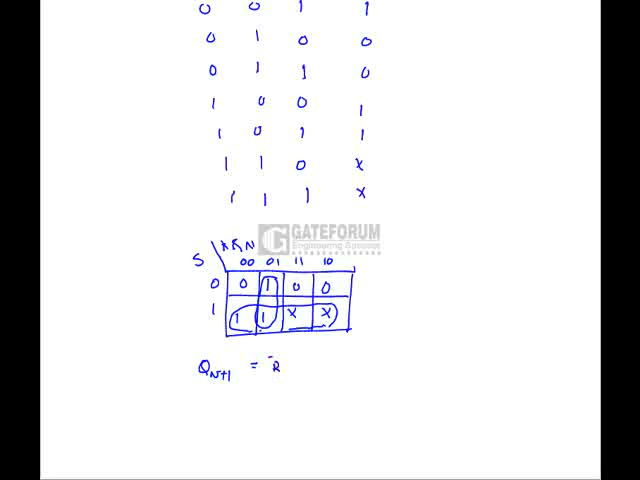 0 0 1 1
0 1 0 0
0 1 1 0
1 0 0 1
1 0 1 1
1 1 0 x
1 1 1 x
GATEFORUM
Engineering Success
S
00 01 11 10
0 0 1 0 0
1 1 1 x x
Q N+1 = R